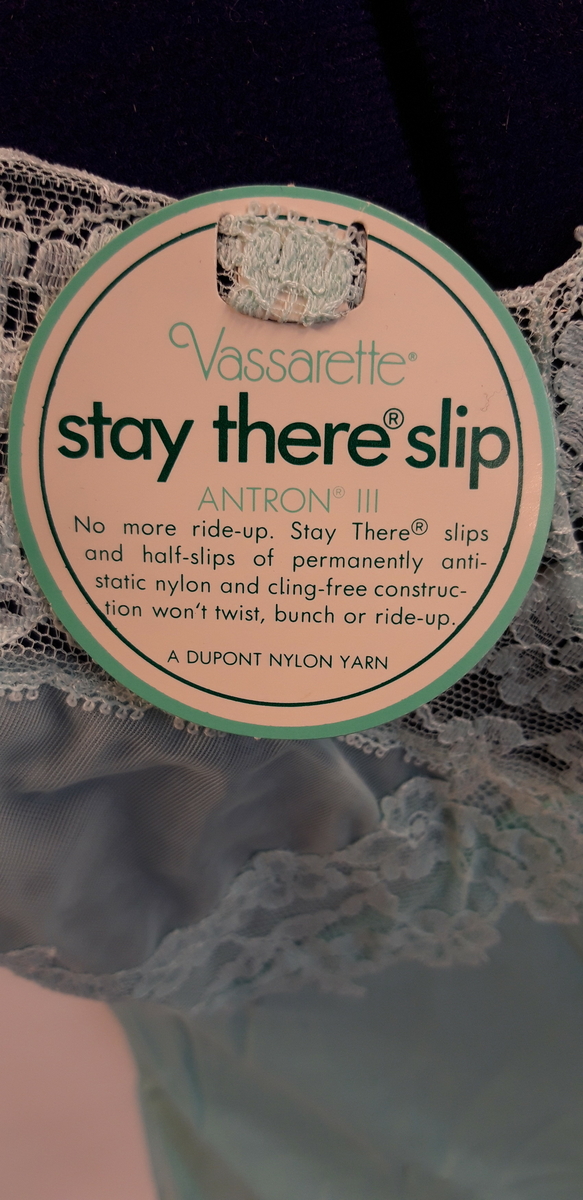 Vassarette®
stay there® slip
ANTRON® III
No more ride-up. Stay There® slips
and half-slips of permanently anti-
static nylon and cling-free construc-
tion won't twist, bunch or ride-up.
A DUPONT NYLON YARN